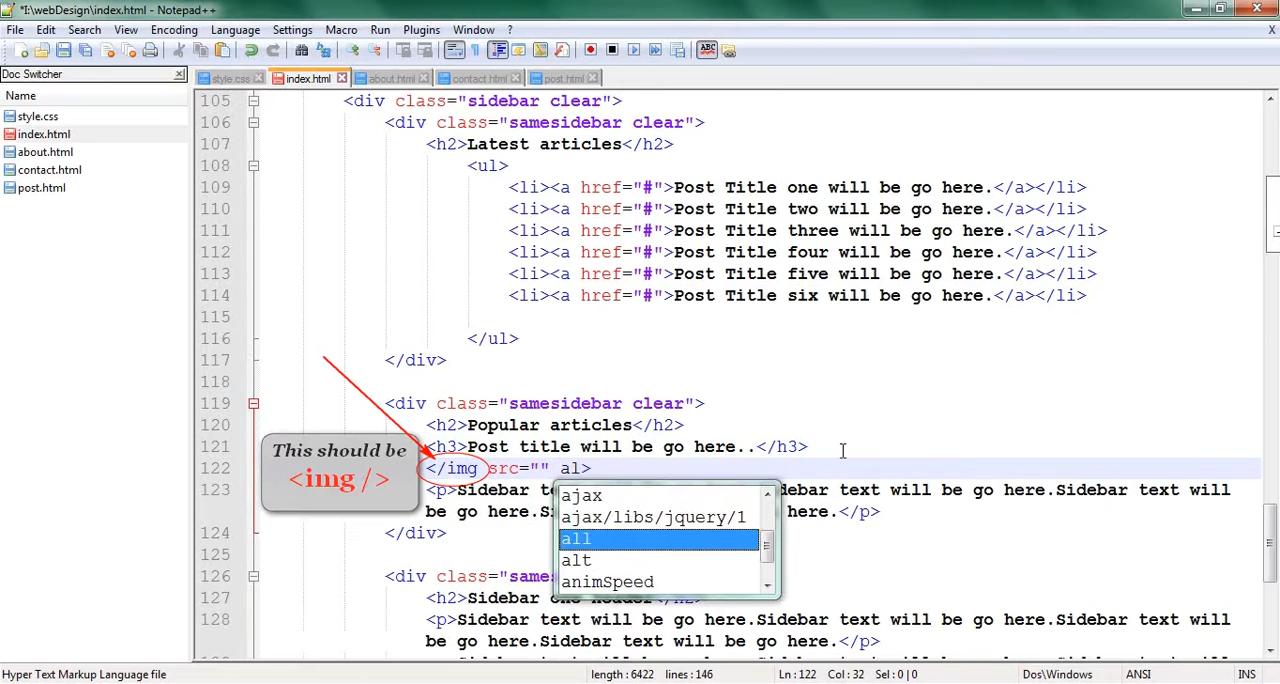 *I:\webDesign\index.html - Notepad++
File Edit Search View Encoding Language Settings Macro Run Plugins Window ? X
Doc Switcher
style.css index.html about.html contact.html post.html
Name
style.css
index.html
about.html
contact.html
post.html
105 <div class="sidebar clear">
106 <div class="samesidebar clear">
107 <h2>Latest articles</h2>
108 <ul>
109 <li><a href="#">Post Title one will be go here.</a></li>
110 <li><a href="#">Post Title two will be go here.</a></li>
111 <li><a href="#">Post Title three will be go here.</a></li>
112 <li><a href="#">Post Title four will be go here.</a></li>
113 <li><a href="#">Post Title five will be go here.</a></li>
114 <li><a href="#">Post Title six will be go here.</a></li>
115
116 </ul>
117 </div>
118
119 <div class="samesidebar clear">
120 <h2>Popular articles</h2>
121 <h3>Post title will be go here..</h3>
This should be
<img />
122 </img src="" al>
123 <p>Sidebar te debar text will be go here.Sidebar text will
be go here.Si here.</p>
124 </div>
ajax
ajax/libs/jquery/1
all
alt
animSpeed
125
126 <div class="sames
127 <h2>Sidebar one header</h2>
128 <p>Sidebar text will be go here.Sidebar text will be go here.Sidebar text will
be go here.Sidebar text will be go here.</p>
Hyper Text Markup Language file length : 6422 lines : 146 Ln : 122 Col : 32 Sel : 0 | 0 Dos\Windows ANSI INS